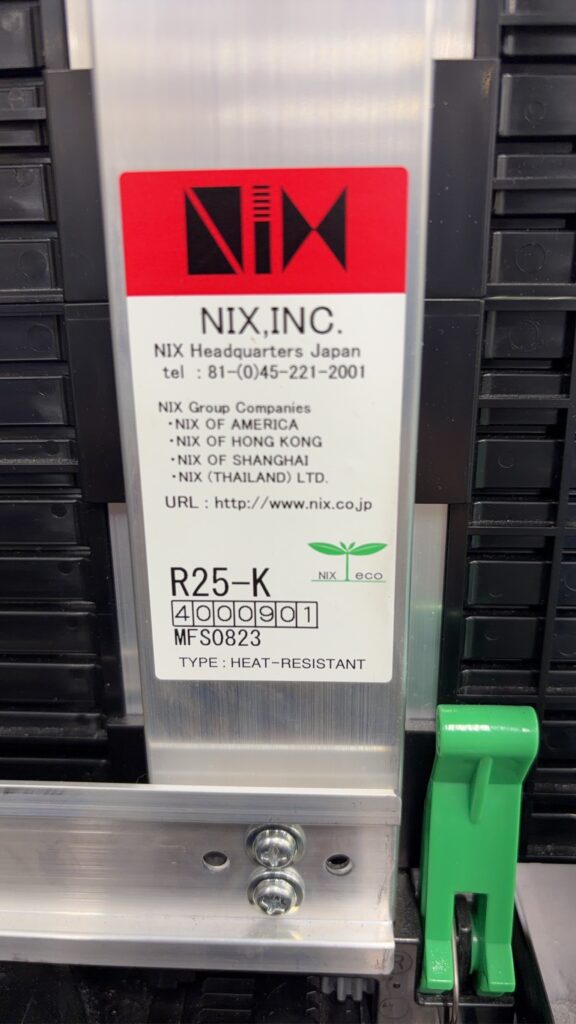 NiX
NIX,INC.
NIX Headquarters Japan
tel : 81-(0)45-221-2001
NIX Group Companies
・NIX OF AMERICA
・NIX OF HONG KONG
・NIX OF SHANGHAI
・NIX (THAILAND) LTD.
URL : http://www.nix.co.jp
NIX eco
R25-K
4000901
MFS0823
TYPE : HEAT-RESISTANT